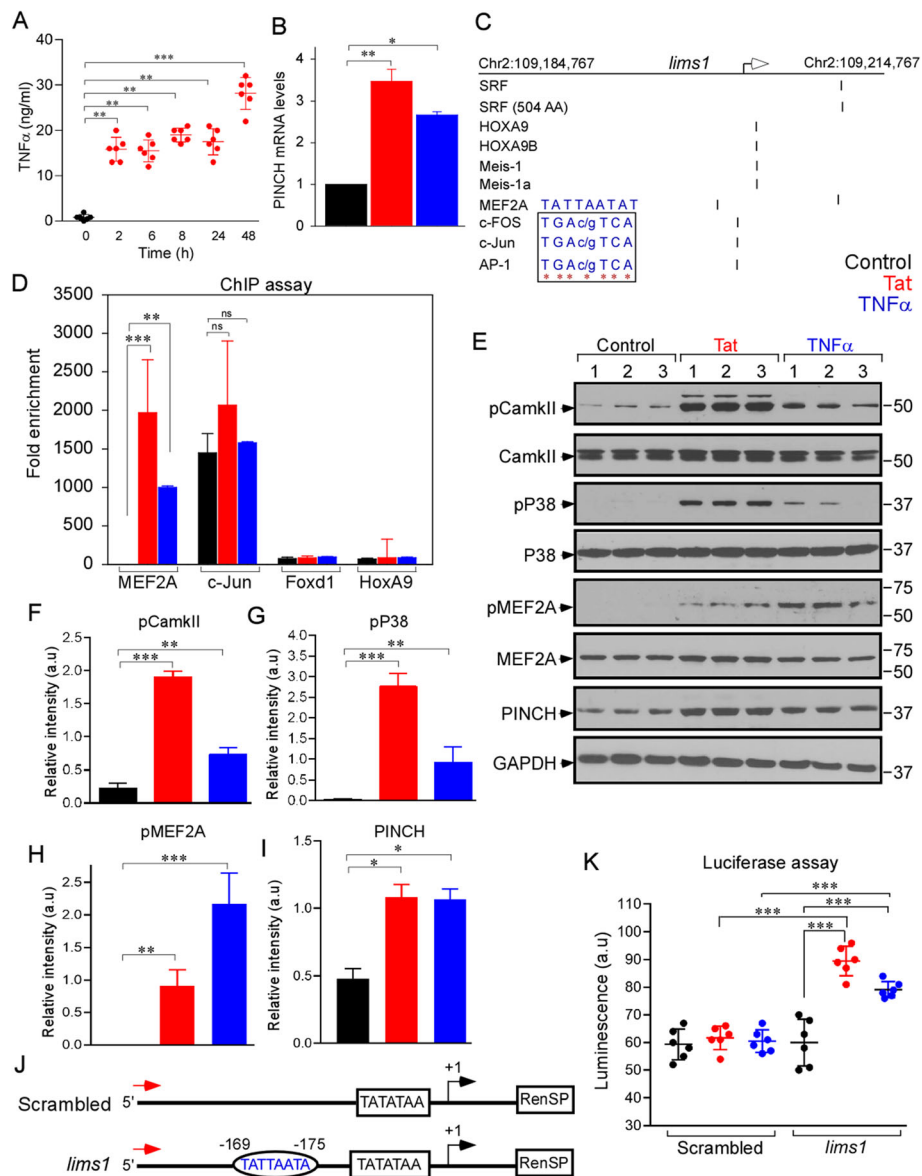 A
TNFα (ng/ml)
40
30
20
10
0
***
**
**
**
**
0 2 6 8 24 48
Time (h)
B
PINCH mRNA levels
4
3
2
1
0
*
**
C
Chr2:109,184,767 lims1 Chr2:109,214,767
SRF
SRF (504 AA)
HOXA9
HOXA9B
Meis-1
Meis-1a
MEF2A TATTAATAT
c-FOS TGAc/gTCA
c-Jun TGAc/gTCA
AP-1 TGAc/gTCA
* ** * ** *
Control
Tat
TNFα
D
ChIP assay
Fold enrichment
3500
3000
2500
2000
1500
1000
500
0
**
***
ns
ns
MEF2A c-Jun Foxd1 HoxA9
E
Control Tat TNFα
1 2 3 1 2 3 1 2 3
pCamkII 50
CamkII 50
pP38 37
P38 37
pMEF2A 75 50
MEF2A 75 50
PINCH 37
GAPDH 37
F
pCamkII
Relative intensity (a.u)
2.5
2.0
1.5
1.0
0.5
0.0
**
***
G
pP38
Relative intensity (a.u)
4.0
3.5
3.0
2.5
2.0
1.5
1.0
0.5
0.0
**
***
H
pMEF2A
Relative intensity (a.u)
2.5
2.0
1.5
1.0
0.5
0.0
***
**
I
PINCH
Relative intensity (a.u)
1.5
1.0
0.5
0.0
*
*
J
Scrambled 5' TATATAA +1 RenSP
lims1 5' -169 -175 TATTAATA TATATAA +1 RenSP
K
Luciferase assay
Luminescence (a.u)
110
100
90
80
70
60
50
40
30
***
***
***
***
Scrambled lims1